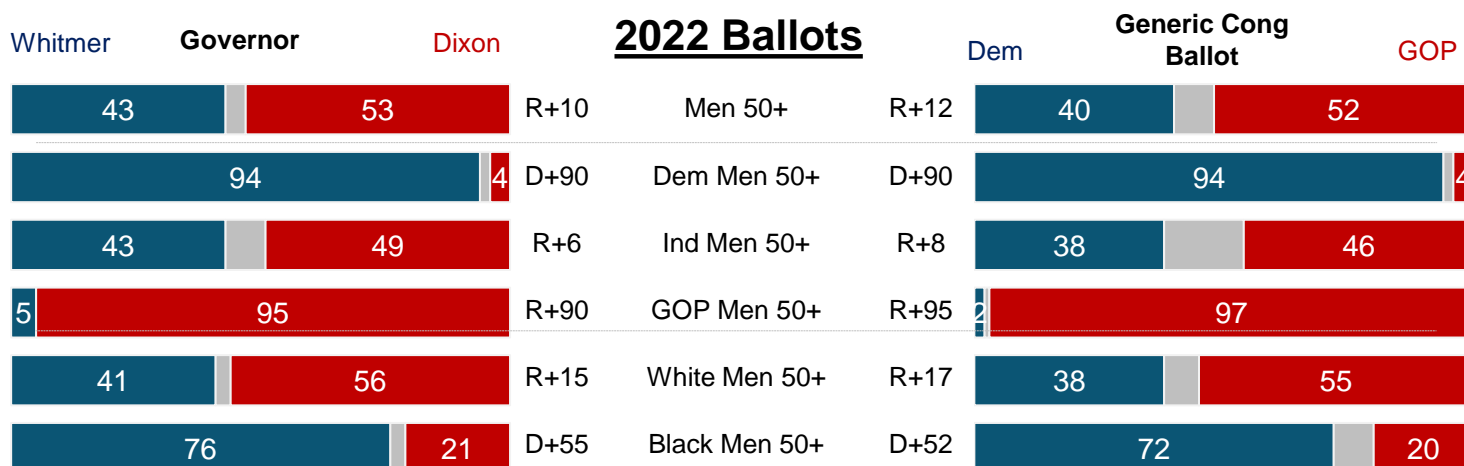 2022 Ballots
Whitmer Governor Dixon
Dem Generic Cong
Ballot GOP
43 53 R+10 Men 50+ R+12 40 52
94 4 D+90 Dem Men 50+ D+90 94 4
43 49 R+6 Ind Men 50+ R+8 38 46
5 95 R+90 GOP Men 50+ R+95 2 97
41 56 R+15 White Men 50+ R+17 38 55
76 21 D+55 Black Men 50+ D+52 72 20